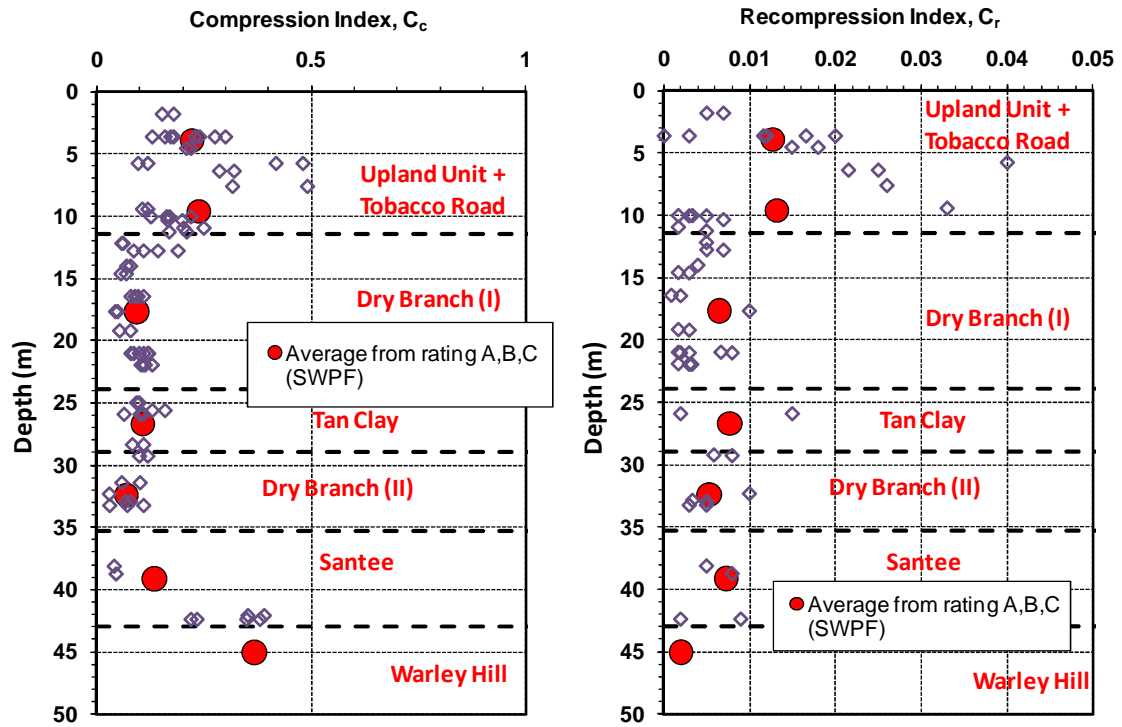 Compression Index, Cc
0 0.5 1
0
5
10
15
20
25
30
35
40
45
50
Depth (m)
Upland Unit +
Tobacco Road
Dry Branch (I)
Average from rating A,B,C
(SWPF)
Tan Clay
Dry Branch (II)
Santee
Warley Hill
Recompression Index, Cr
0 0.01 0.02 0.03 0.04 0.05
0
5
10
15
20
25
30
35
40
45
50
Depth (m)
Upland Unit +
Tobacco Road
Dry Branch (I)
Tan Clay
Dry Branch (II)
Santee
Average from rating A,B,C
(SWPF)
Warley Hill